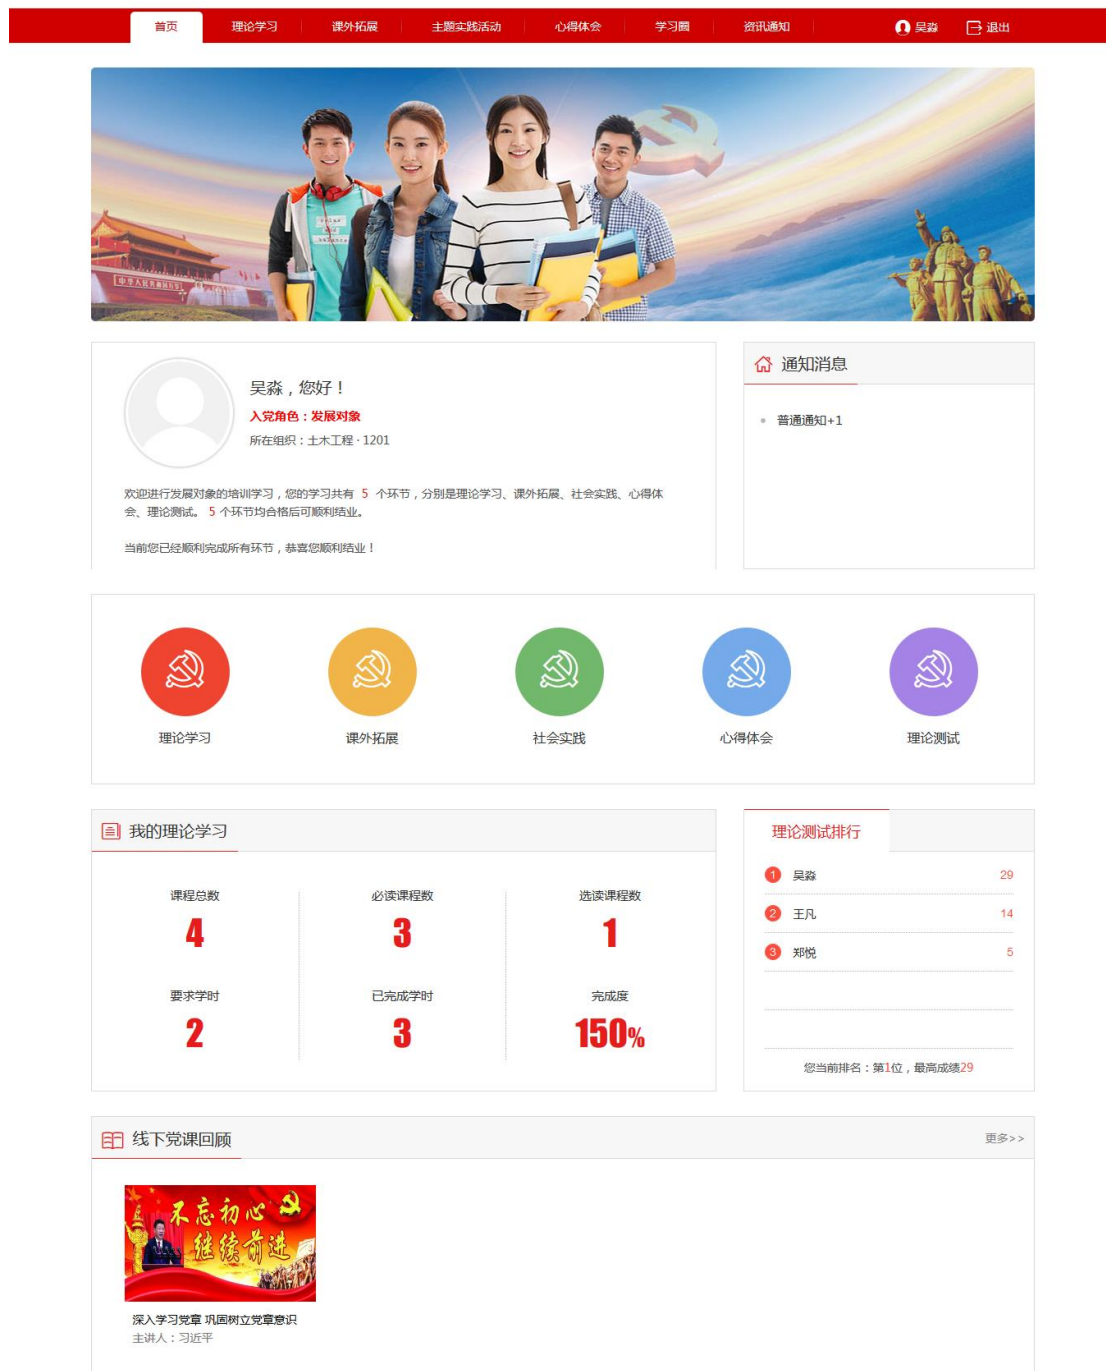 首页 理论学习 课外拓展 主题实践活动 心得体会 学习圈 资讯通知 吴淼 退出
中华人民共和国万岁
吴淼，您好！
入党角色：发展对象
所在组织：土木工程 · 1201
欢迎进行发展对象的培训学习，您的学习共有 5 个环节，分别是理论学习、课外拓展、社会实践、心得体
会、理论测试。 5 个环节均合格后可顺利结业。
当前您已经顺利完成所有环节，恭喜您顺利结业！
通知消息
普通通知+1
理论学习 课外拓展 社会实践 心得体会 理论测试
我的理论学习
课程总数 必读课程数 选读课程数
4 3 1
要求学时 已完成学时 完成度
2 3 150%
理论测试排行
1 吴淼 29
2 王凡 14
3 郑悦 5
您当前排名：第1位，最高成绩29
线下党课回顾 更多>>
不忘初心
继续前进
深入学习党章 巩固树立党章意识
主讲人：习近平